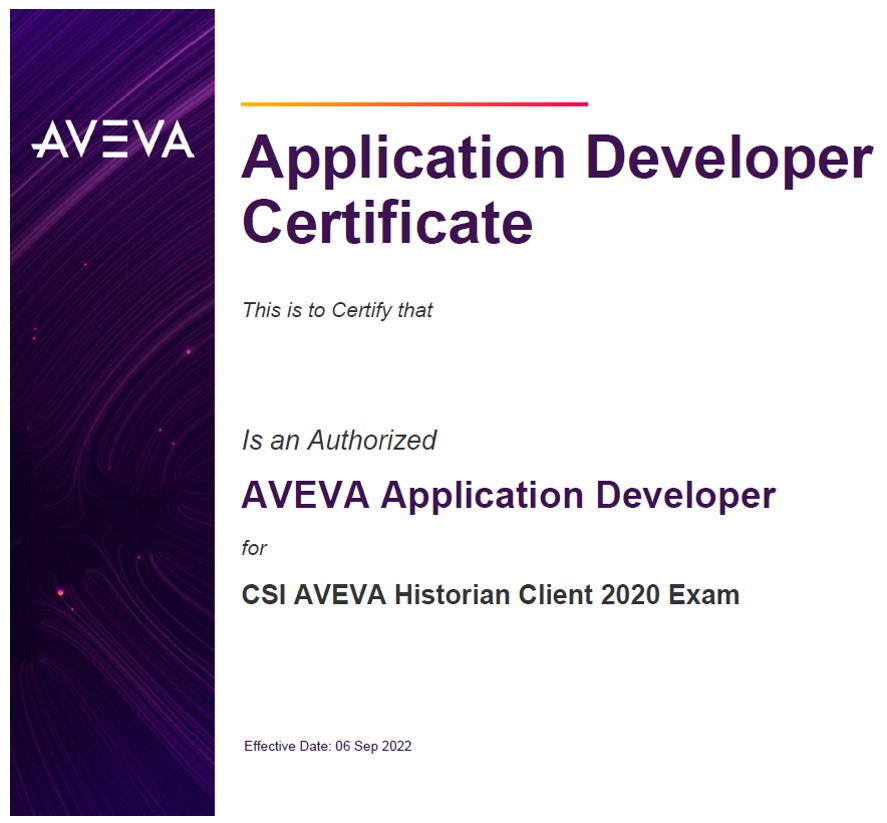 AVEVA
Application Developer
Certificate
This is to Certify that
Is an Authorized
AVEVA Application Developer
for
CSI AVEVA Historian Client 2020 Exam
Effective Date: 06 Sep 2022